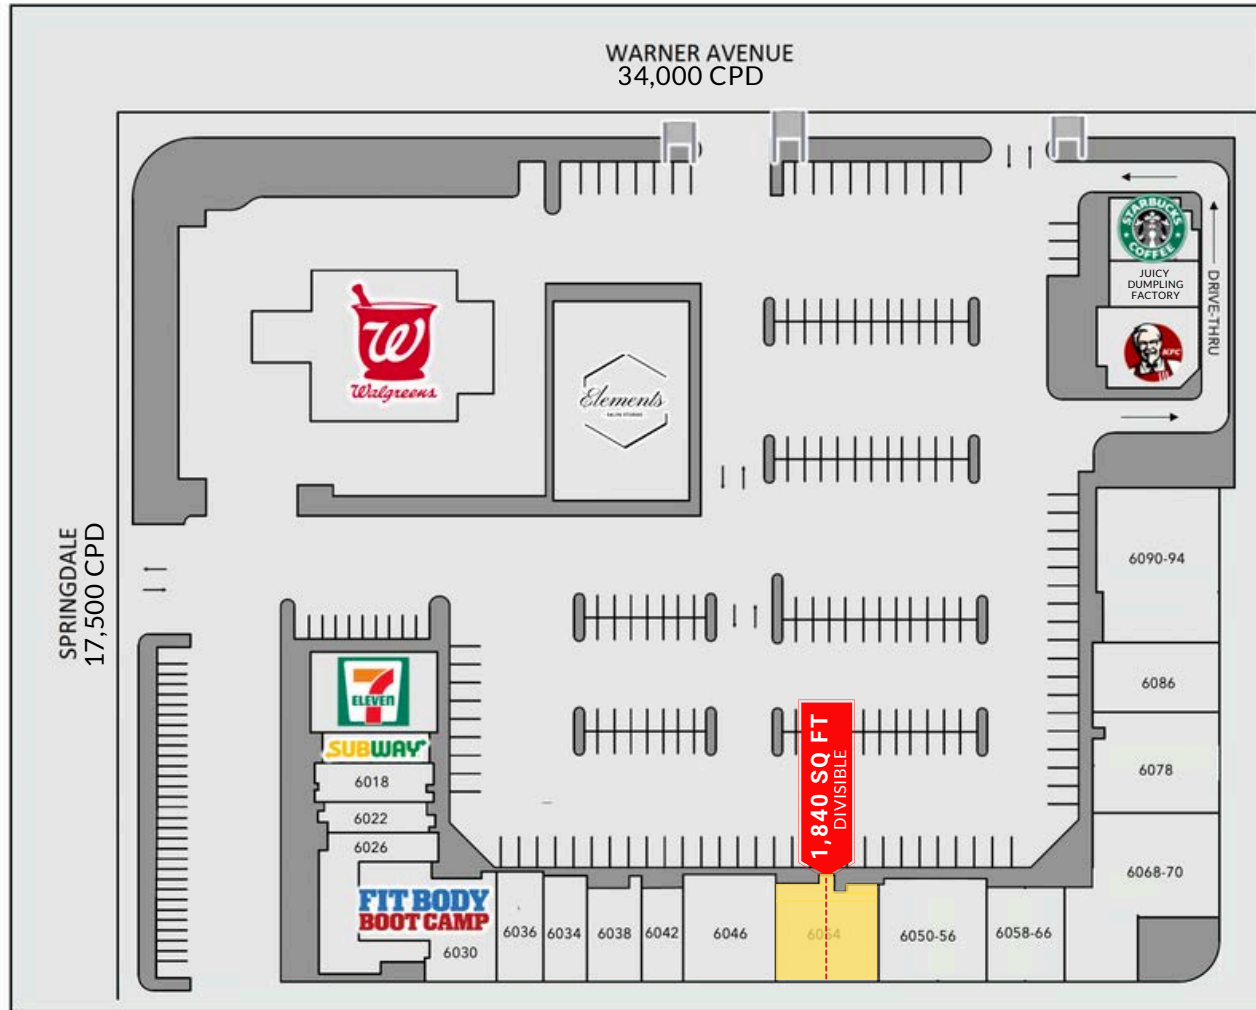 WARNER AVENUE
34,000 CPD
SPRINGDALE
17,500 CPD
STARBUCKS
COFFEE
JUICY
DUMPLING
FACTORY
KFC
DRIVE-THRU
W
Walgreens
Elements
6090-94
6086
6078
6068-70
7
ELEVEN
SUBWAY
6018
6022
6026
FIT BODY
BOOT CAMP
6030
1,840 SQ FT
DIVISIBLE
6036
6034
6038
6042
6046
6050-56
6058-66